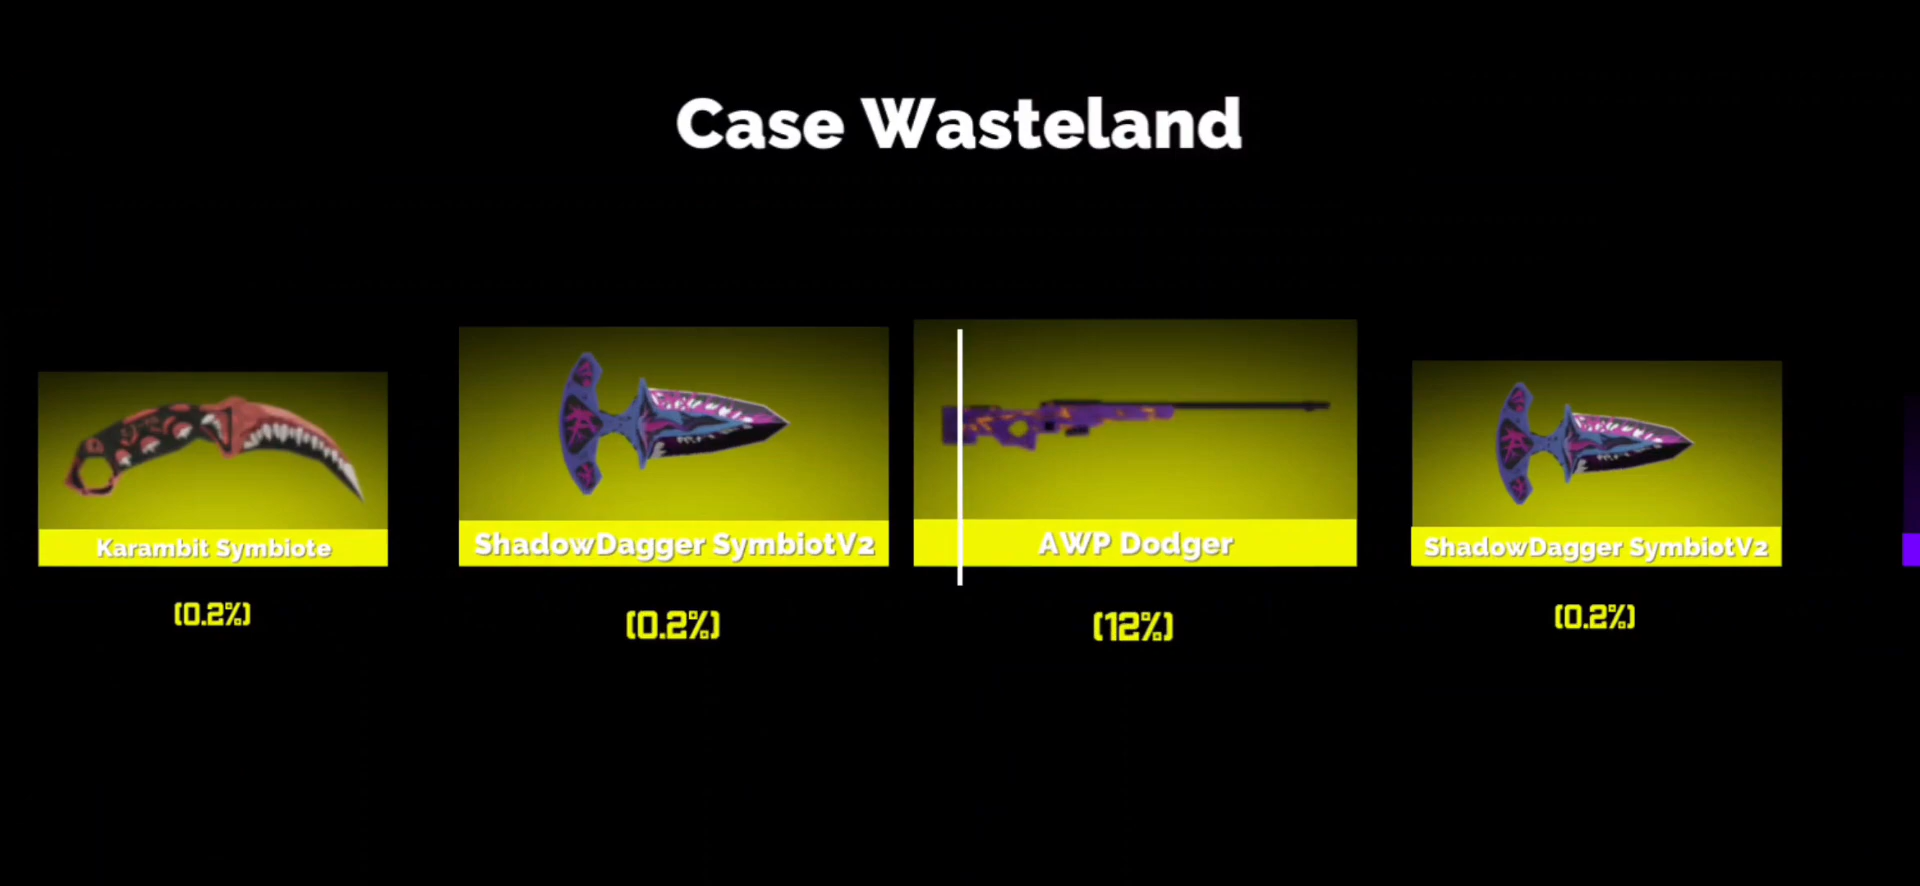 Case Wasteland
Karambit Symbiote
ShadowDagger SymbiotV2
AWP Dodger
ShadowDagger SymbiotV2
(0.2%)
(0.2%)
(12%)
(0.2%)